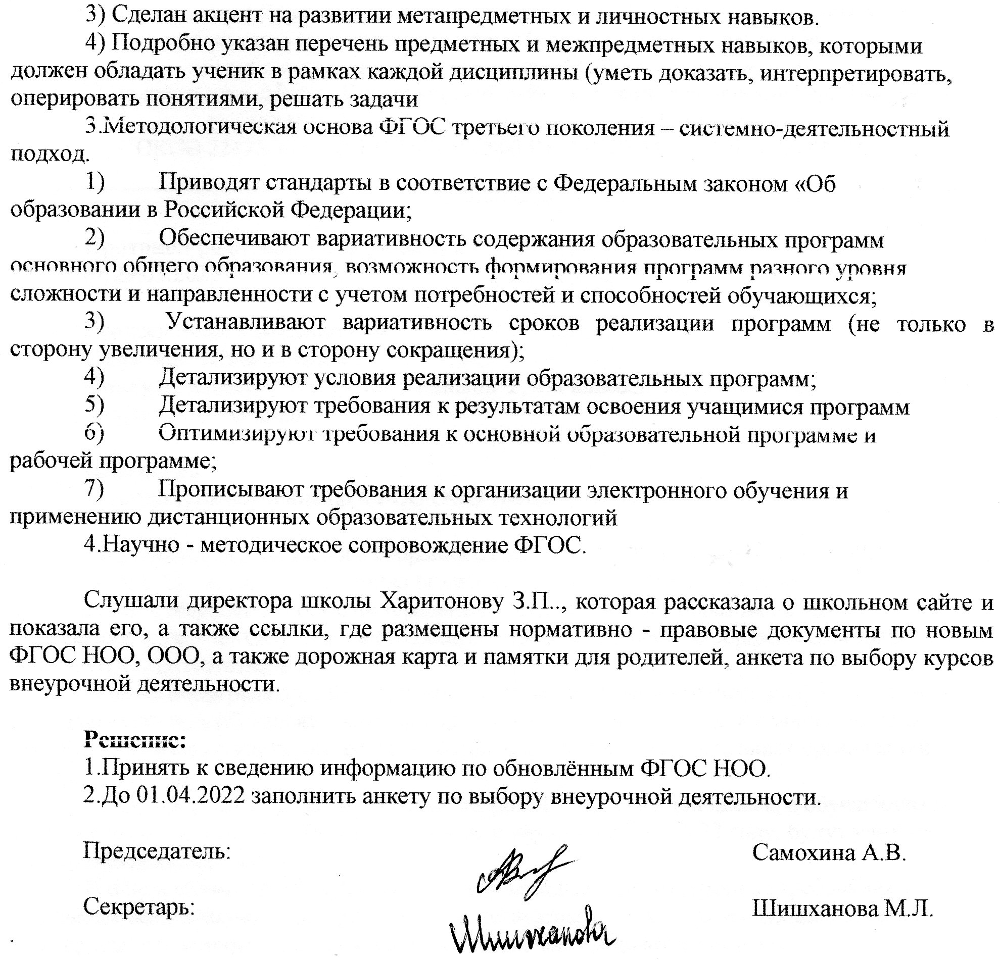 3) Сделан акцент на развитии метапредметных и личностных навыков.
4) Подробно указан перечень предметных и межпредметных навыков, которыми
должен обладать ученик в рамках каждой дисциплины (уметь доказать, интерпретировать,
оперировать понятиями, решать задачи
3.Методологическая основа ФГОС третьего поколения – системно-деятельностный
подход.
1) Приводят стандарты в соответствие с Федеральным законом «Об
образовании в Российской Федерации;
2) Обеспечивают вариативность содержания образовательных программ
основного общего образования, возможность формирования программ разного уровня
сложности и направленности с учетом потребностей и способностей обучающихся;
3) Устанавливают вариативность сроков реализации программ (не только в
сторону увеличения, но и в сторону сокращения);
4) Детализируют условия реализации образовательных программ;
5) Детализируют требования к результатам освоения учащимися программ
6) Оптимизируют требования к основной образовательной программе и
рабочей программе;
7) Прописывают требования к организации электронного обучения и
применению дистанционных образовательных технологий
4.Научно - методическое сопровождение ФГОС.
Слушали директора школы Харитонову З.П.., которая рассказала о школьном сайте и
показала его, а также ссылки, где размещены нормативно - правовые документы по новым
ФГОС НОО, ООО, а также дорожная карта и памятки для родителей, анкета по выбору курсов
внеурочной деятельности.
Решение:
1.Принять к сведению информацию по обновлённым ФГОС НОО.
2.До 01.04.2022 заполнить анкету по выбору внеурочной деятельности.
Председатель: Самохина А.В.
Секретарь: Шишханова М.Л.
Шишханова